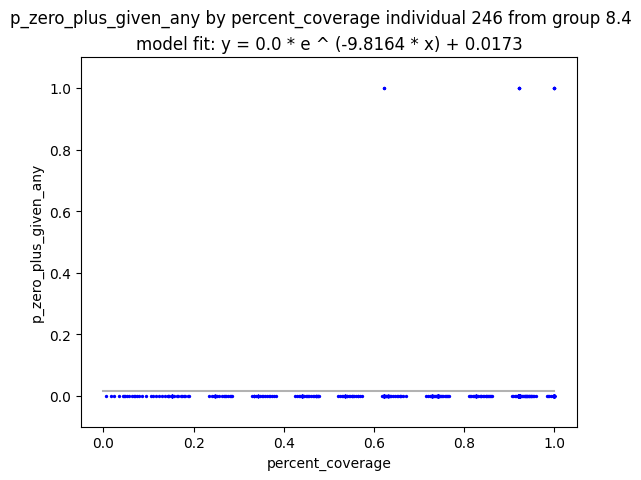 p_zero_plus_given_any by percent_coverage individual 246 from group 8.4
model fit: y = 0.0 * e ^ (-9.8164 * x) + 0.0173
p_zero_plus_given_any
1.0
0.8
0.6
0.4
0.2
0.0
0.0 0.2 0.4 0.6 0.8 1.0
percent_coverage